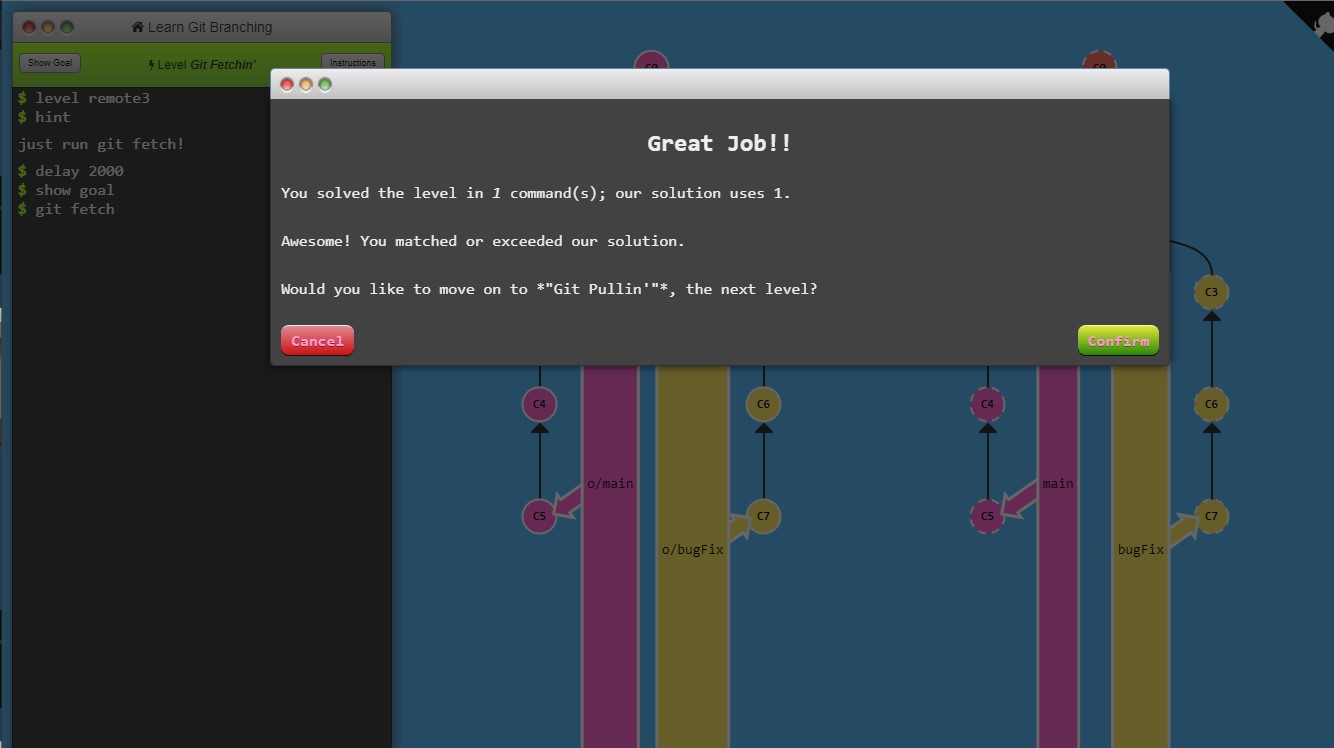 Learn Git Branching
Show Goal
Level Git Fetchin'
Instructions
$ level remote3
$ hint
just run git fetch!
$ delay 2000
$ show goal
$ git fetch
Great Job!!
You solved the level in 1 command(s); our solution uses 1.
Awesome! You matched or exceeded our solution.
Would you like to move on to *"Git Pullin'"*, the next level?
Cancel
Confirm
C0
C0
C3
C4
C6
C4
C6
o/main
main
C5
C7
C5
C7
o/bugFix
bugFix